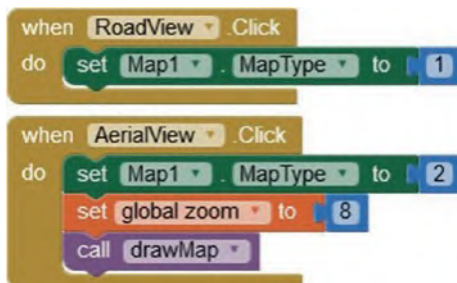 when RoadView .Click
do set Map1 . MapType to 1
when AerialView .Click
do set Map1 . MapType to 2
set global zoom to 8
call drawMap